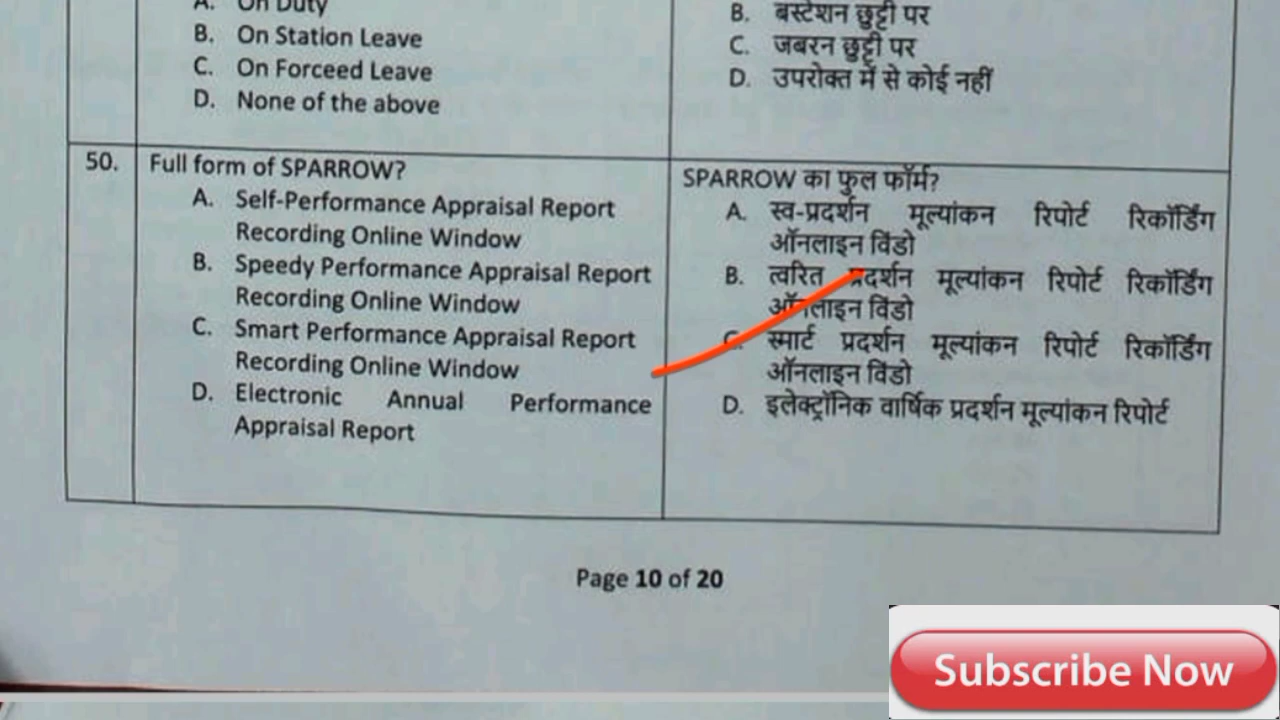 A. On Duty
B. On Station Leave
C. On Forceed Leave
D. None of the above
B. बस्टेशन छुट्टी पर
C. जबरन छुट्टी पर
D. उपरोक्त में से कोई नहीं
50. Full form of SPARROW?
A. Self-Performance Appraisal Report
Recording Online Window
B. Speedy Performance Appraisal Report
Recording Online Window
C. Smart Performance Appraisal Report
Recording Online Window
D. Electronic Annual Performance
Appraisal Report
SPARROW का फुल फॉर्म?
A. स्व-प्रदर्शन मूल्यांकन रिपोर्ट रिकॉर्डिंग
ऑनलाइन विंडो
B. त्वरित प्रदर्शन मूल्यांकन रिपोर्ट रिकॉर्डिंग
ऑनलाइन विंडो
C. स्मार्ट प्रदर्शन मूल्यांकन रिपोर्ट रिकॉर्डिंग
ऑनलाइन विंडो
D. इलेक्ट्रॉनिक वार्षिक प्रदर्शन मूल्यांकन रिपोर्ट
Page 10 of 20
Subscribe Now